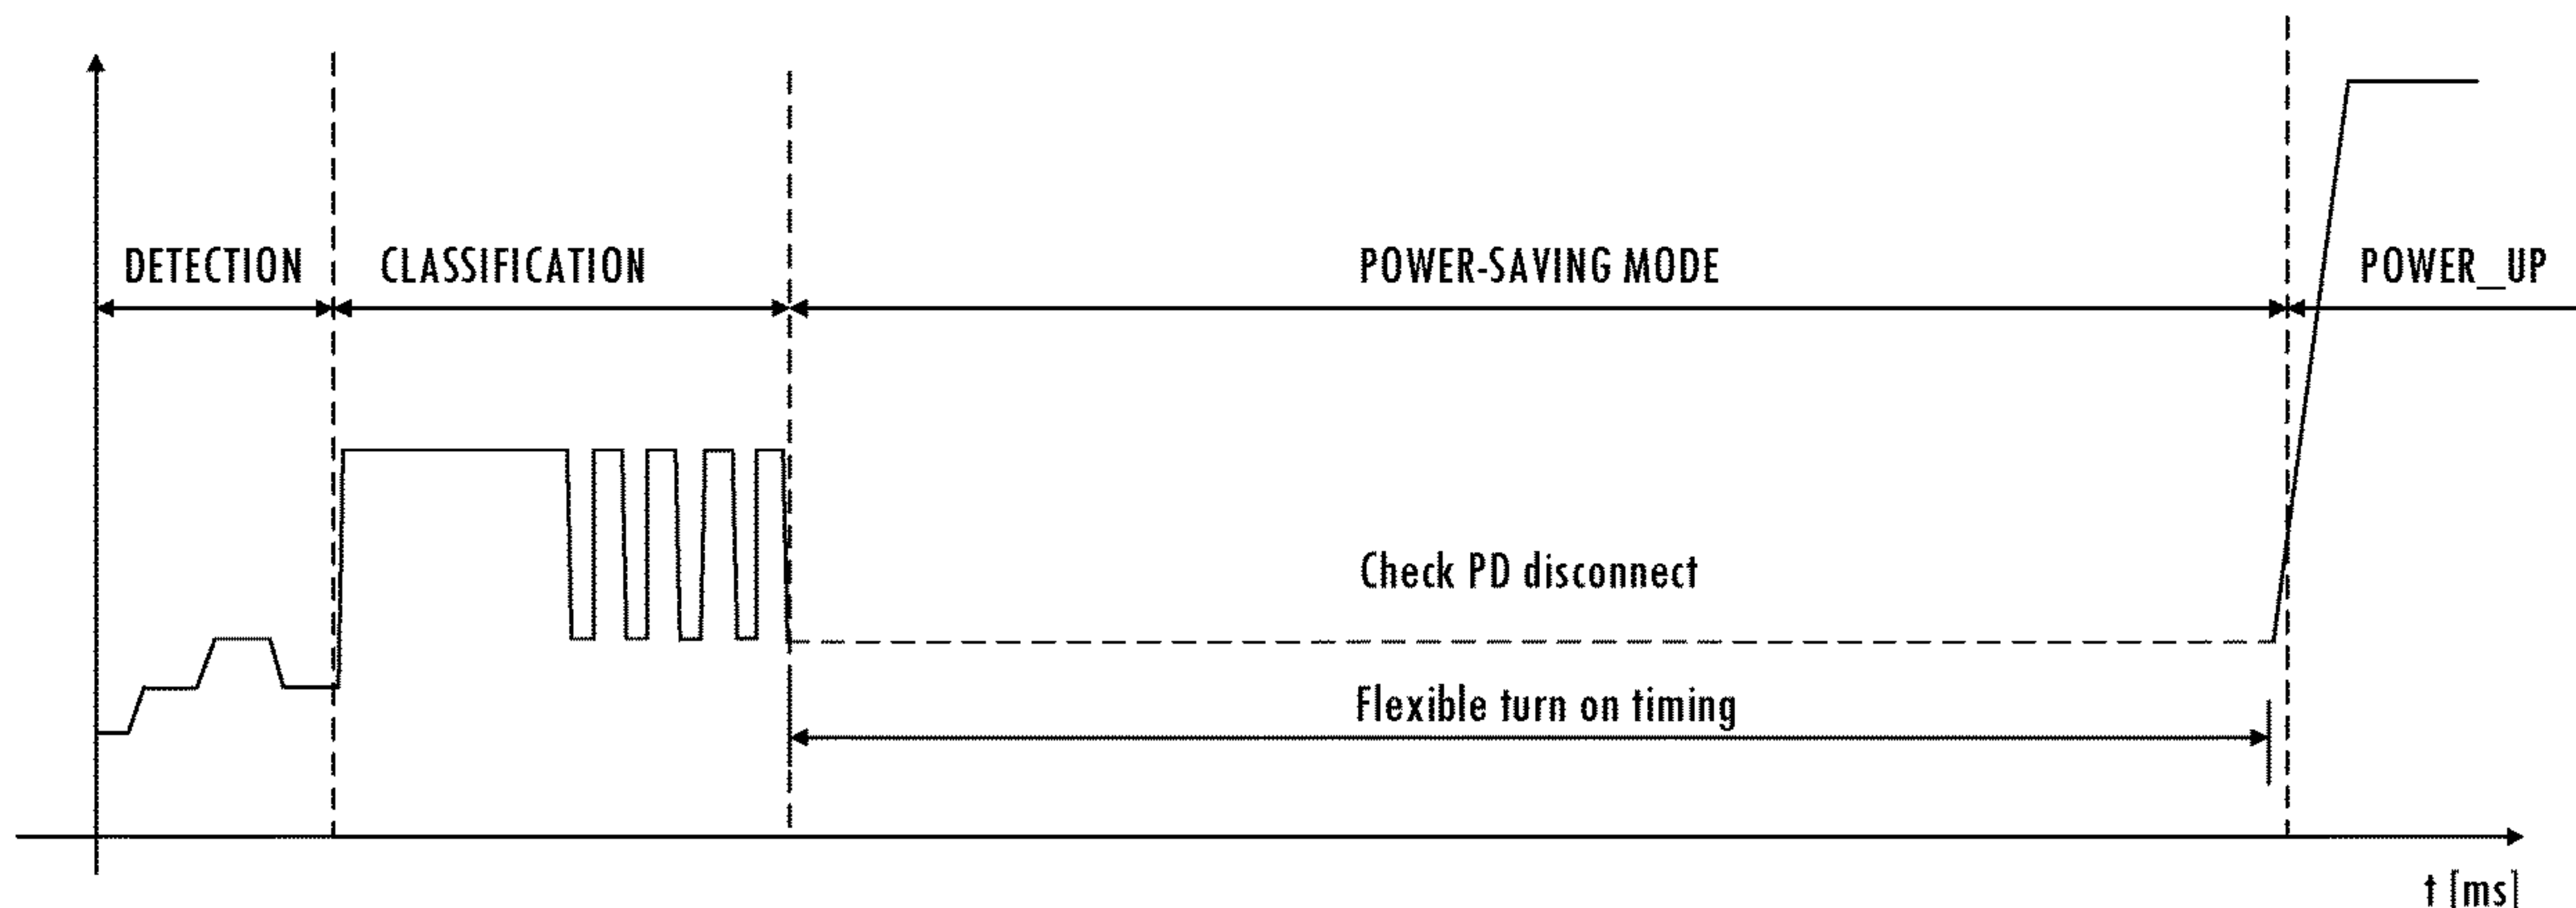 DETECTION
CLASSIFICATION
POWER-SAVING MODE
POWER_UP
Check PD disconnect
Flexible turn on timing
t [ms]